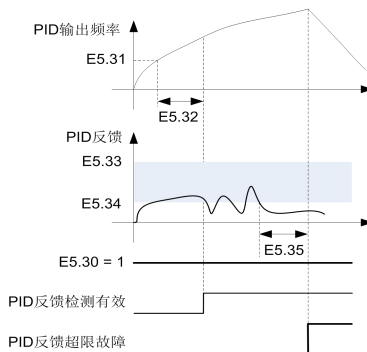 PID输出频率
E5.31
E5.32
PID反馈
E5.33
E5.34
E5.35
E5.30 = 1
PID反馈检测有效
PID反馈超限故障